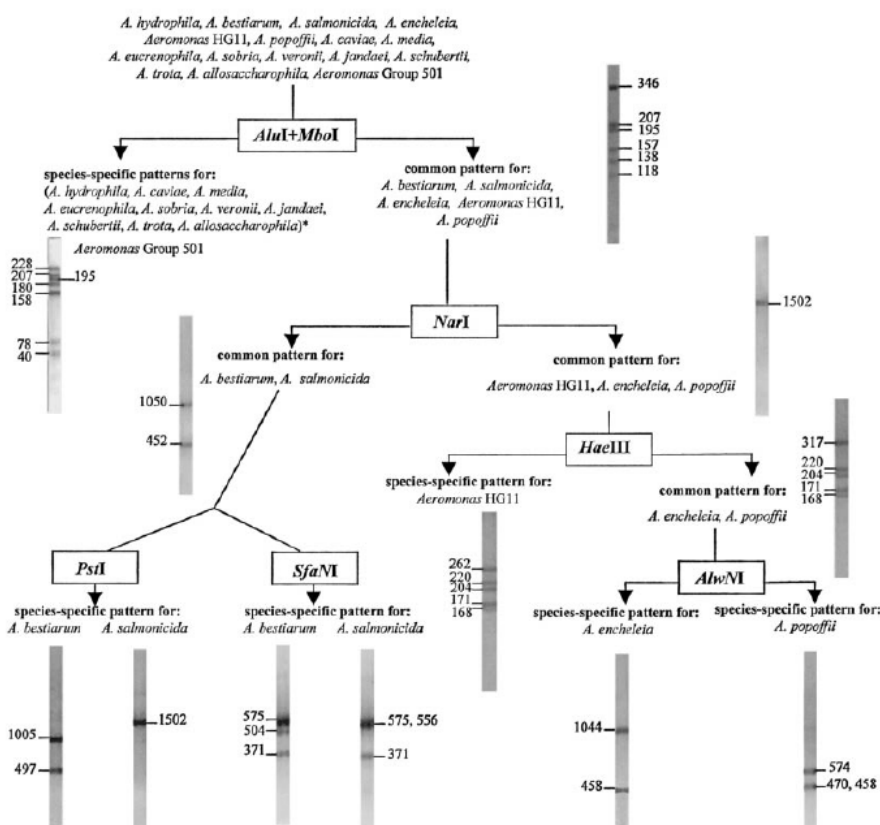 A. hydrophila, A. bestiarum, A. salmonicida, A. encheleia,
Aeromonas HG11, A. popoffii, A. caviae, A. media,
A. eucrenophila, A. sobria, A. veronii, A. jandaei, A. schubertii,
A. trota, A. allosaccharophila, Aeromonas Group 501
AluI+MboI
346
207
195
157
138
118
species-specific patterns for:
(A. hydrophila, A. caviae, A. media,
A. eucrenophila, A. sobria, A. veronii, A. jandaei,
A. schubertii, A. trota, A. allosaccharophila)*
Aeromonas Group 501
common pattern for:
A. bestiarum, A. salmonicida,
A. encheleia, Aeromonas HG11,
A. popoffii
228
207
195
180
158
78
40
NarI
1502
common pattern for:
A. bestiarum, A. salmonicida
1050
452
common pattern for:
Aeromonas HG11, A. encheleia, A. popoffii
HaeIII
317
220
204
171
168
species-specific pattern for:
Aeromonas HG11
common pattern for:
A. encheleia, A. popoffii
262
220
204
171
168
PstI
SfaNI
AlwNI
species-specific pattern for:
A. bestiarum A. salmonicida
species-specific pattern for:
A. bestiarum A. salmonicida
species-specific pattern for:
A. encheleia
species-specific pattern for:
A. popoffii
1005
497
1502
575
504
371
575, 556
371
1044
458
574
470, 458